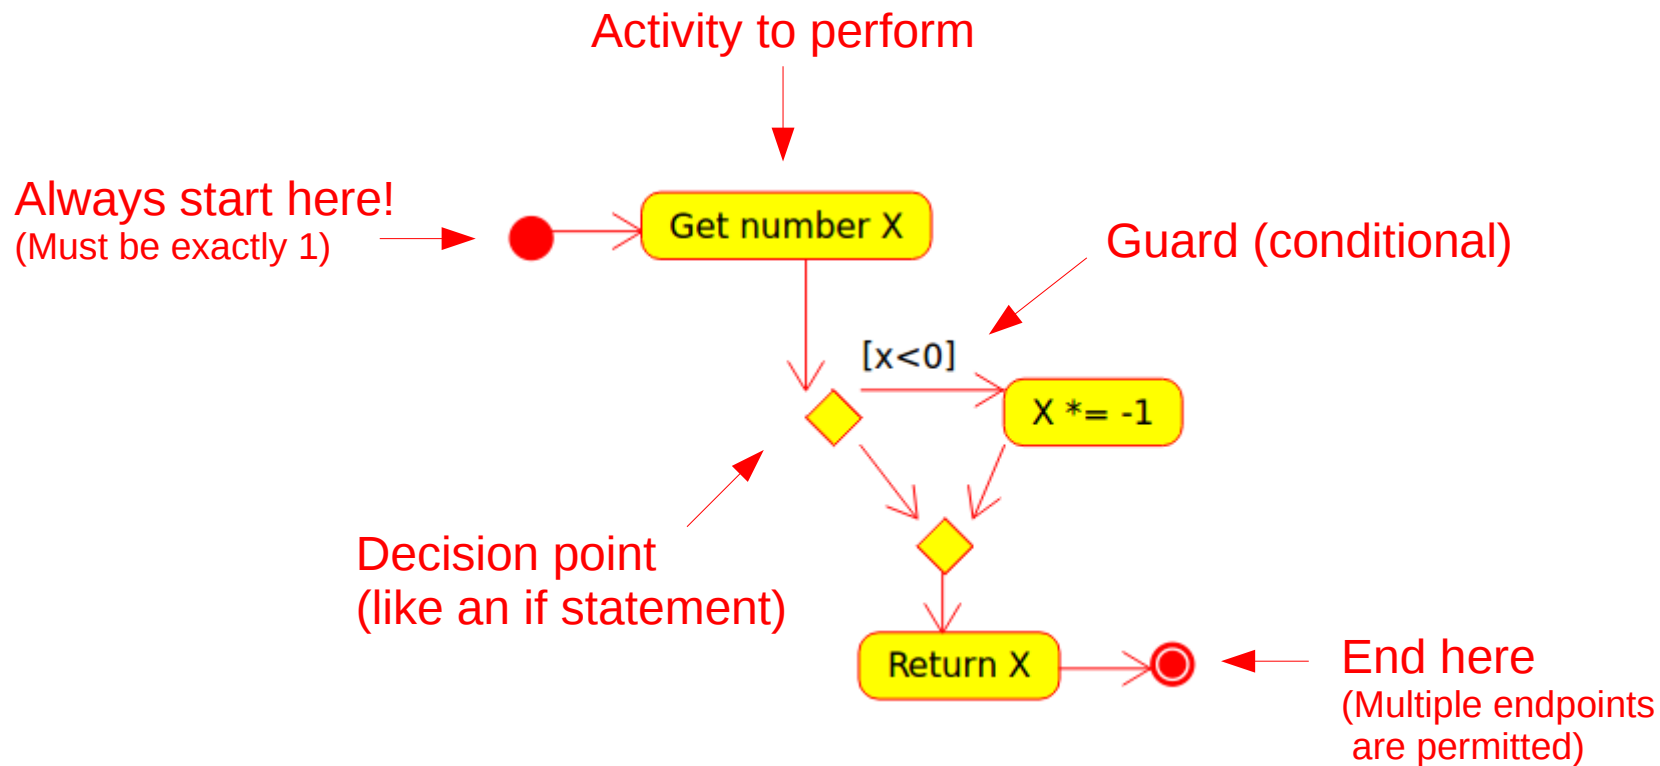 Activity to perform
Always start here!
(Must be exactly 1)
Get number X
Guard (conditional)
[x<0]
X *= -1
Decision point
(like an if statement)
Return X
End here
(Multiple endpoints
are permitted)